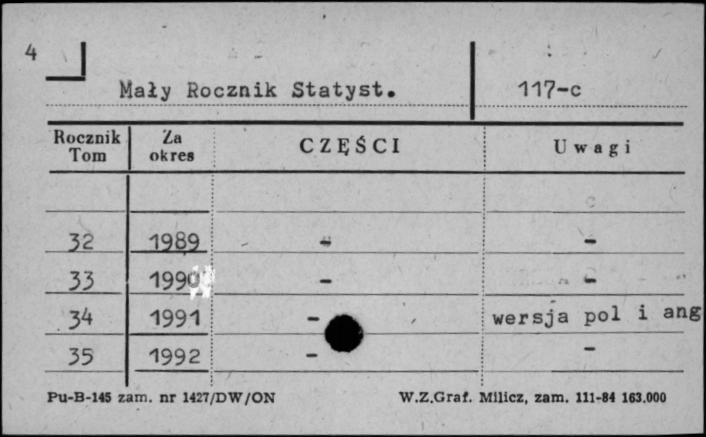 4
Mały Rocznik Statyst. 117-c
Rocznik Tom Za okres CZĘŚCI Uwagi
32 1989 - -
33 1990 - -
34 1991 - wersja pol i ang
35 1992 - -
Pu-B-145 zam. nr 1427/DW/ON W.Z.Graf. Milicz, zam. 111-84 163.000